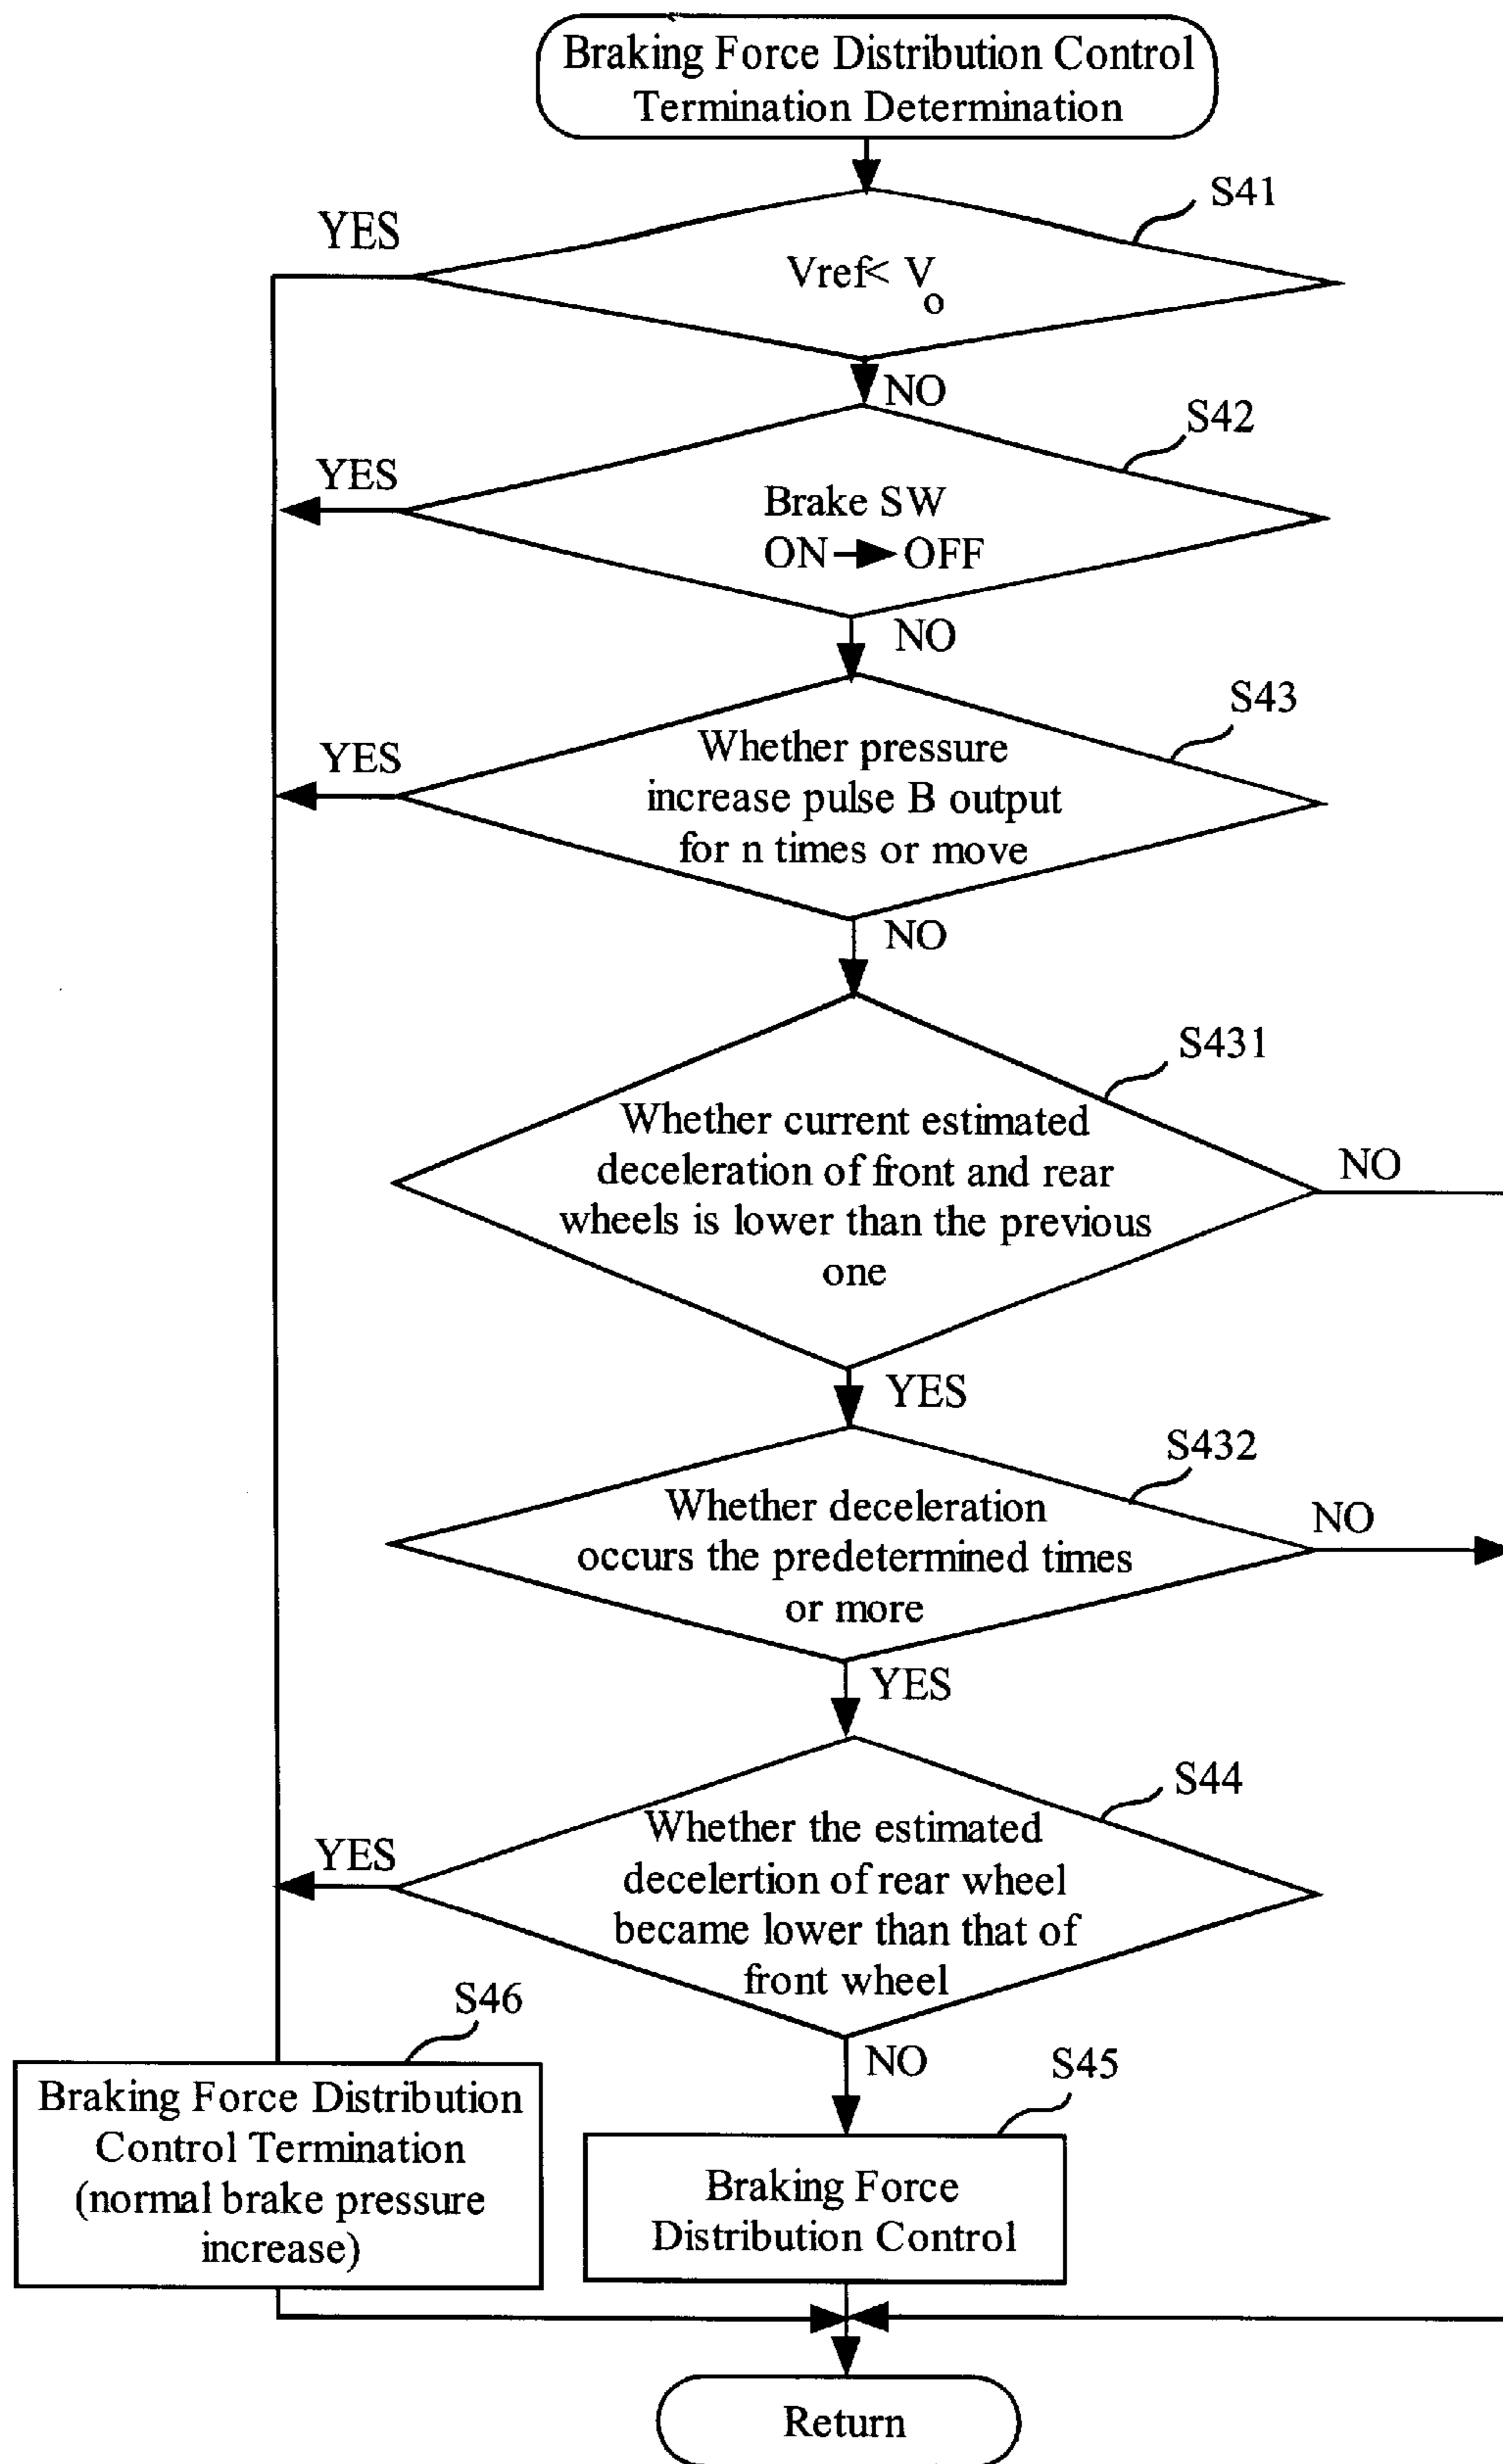 Braking Force Distribution Control
Termination Determination
S41
YES
Vref< Vo
NO
S42
YES
Brake SW
ON → OFF
NO
S43
YES
Whether pressure
increase pulse B output
for n times or move
NO
S431
Whether current estimated
deceleration of front and rear
wheels is lower than the previous
one
NO
YES
S432
Whether deceleration
occurs the predetermined times
or more
NO
YES
S44
Whether the estimated
decelertion of rear wheel
became lower than that of
front wheel
YES
NO
S46
Braking Force Distribution
Control Termination
(normal brake pressure
increase)
S45
Braking Force
Distribution Control
Return